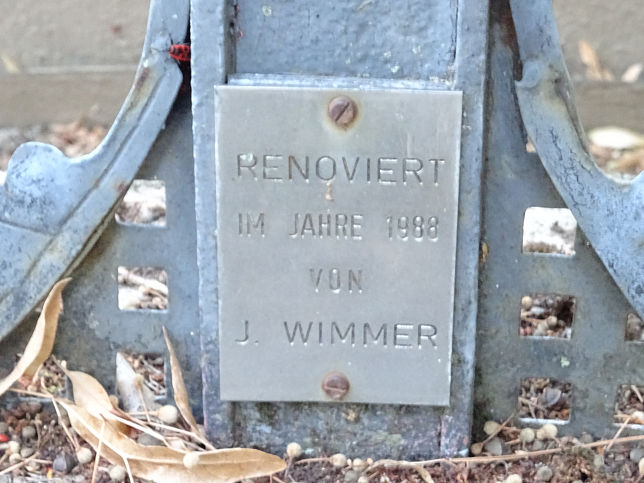 RENOVIERT
IM JAHRE 1988
VON
J. WIMMER